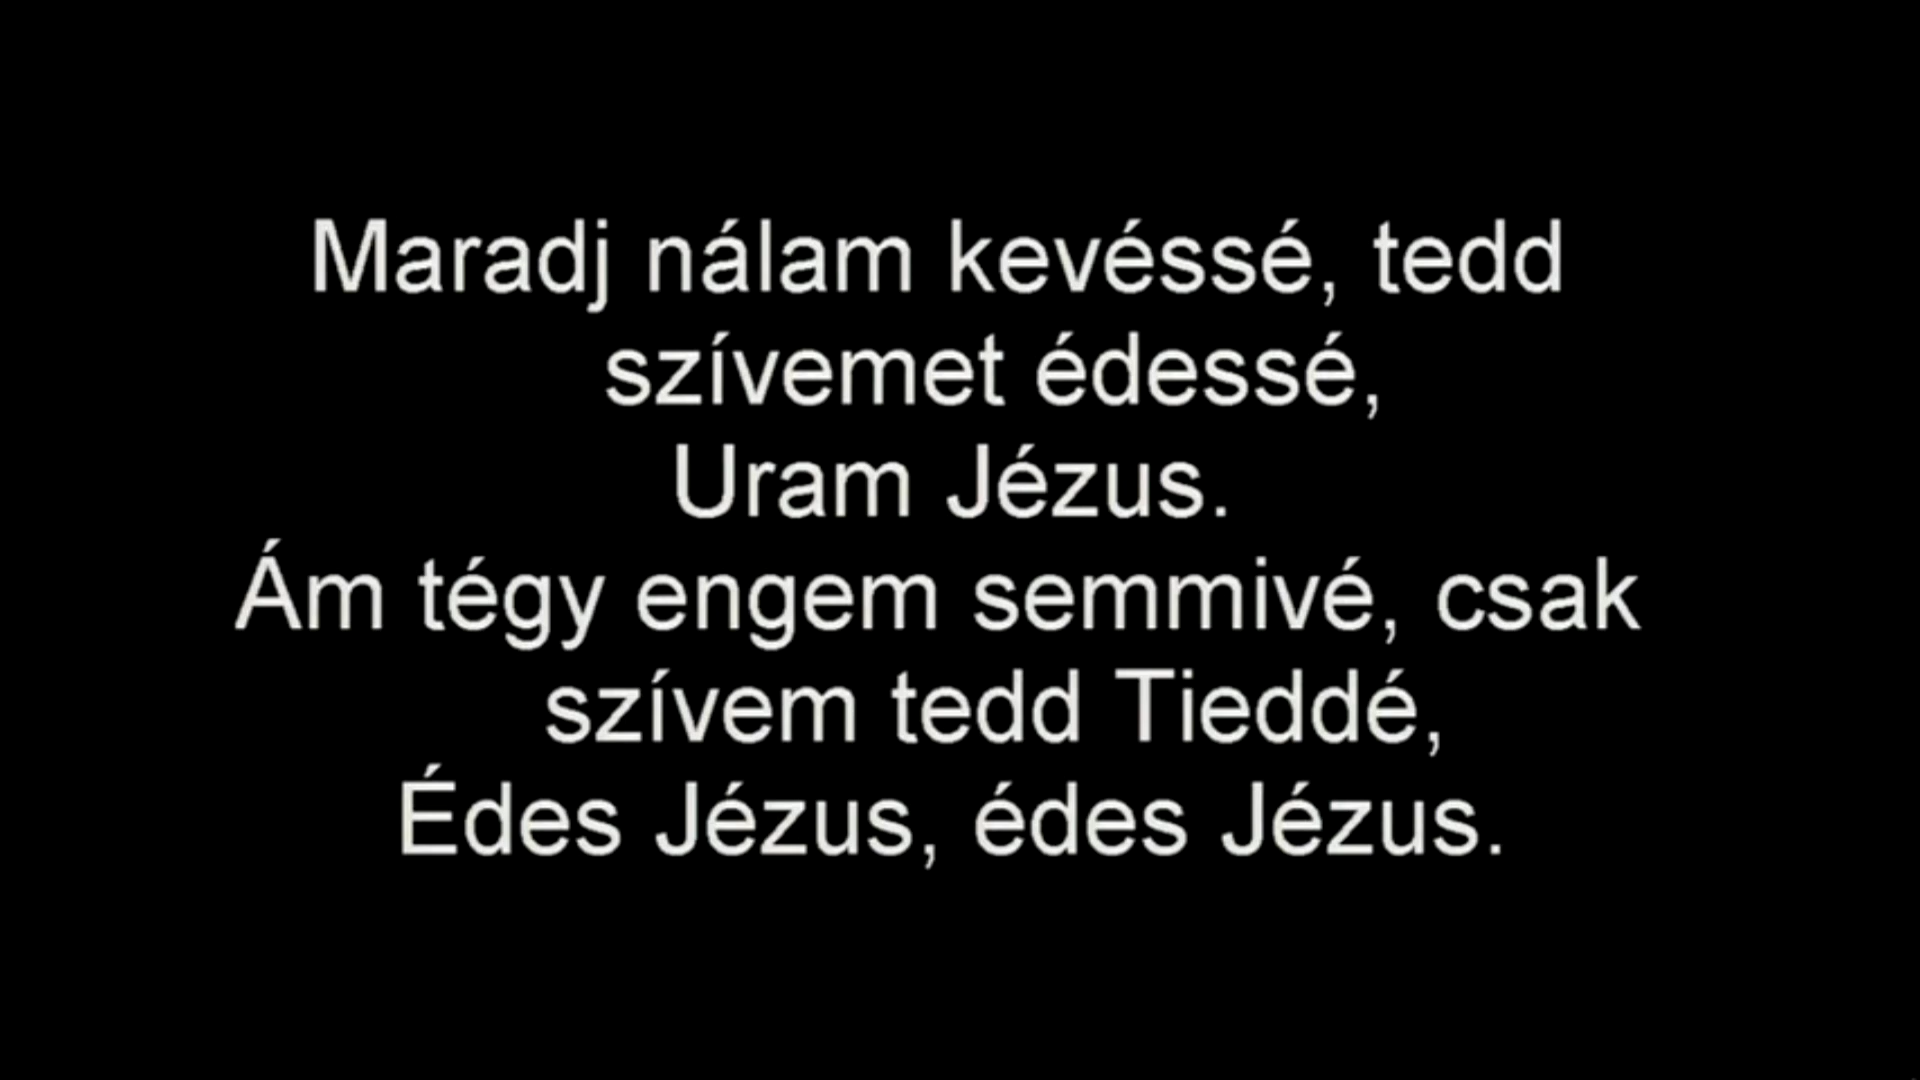 Maradj nálam kevéssé, tedd
szívemet édessé,
Uram Jézus.
Ám tégy engem semmivé, csak
szívem tedd Tieddé,
Édes Jézus, édes Jézus.